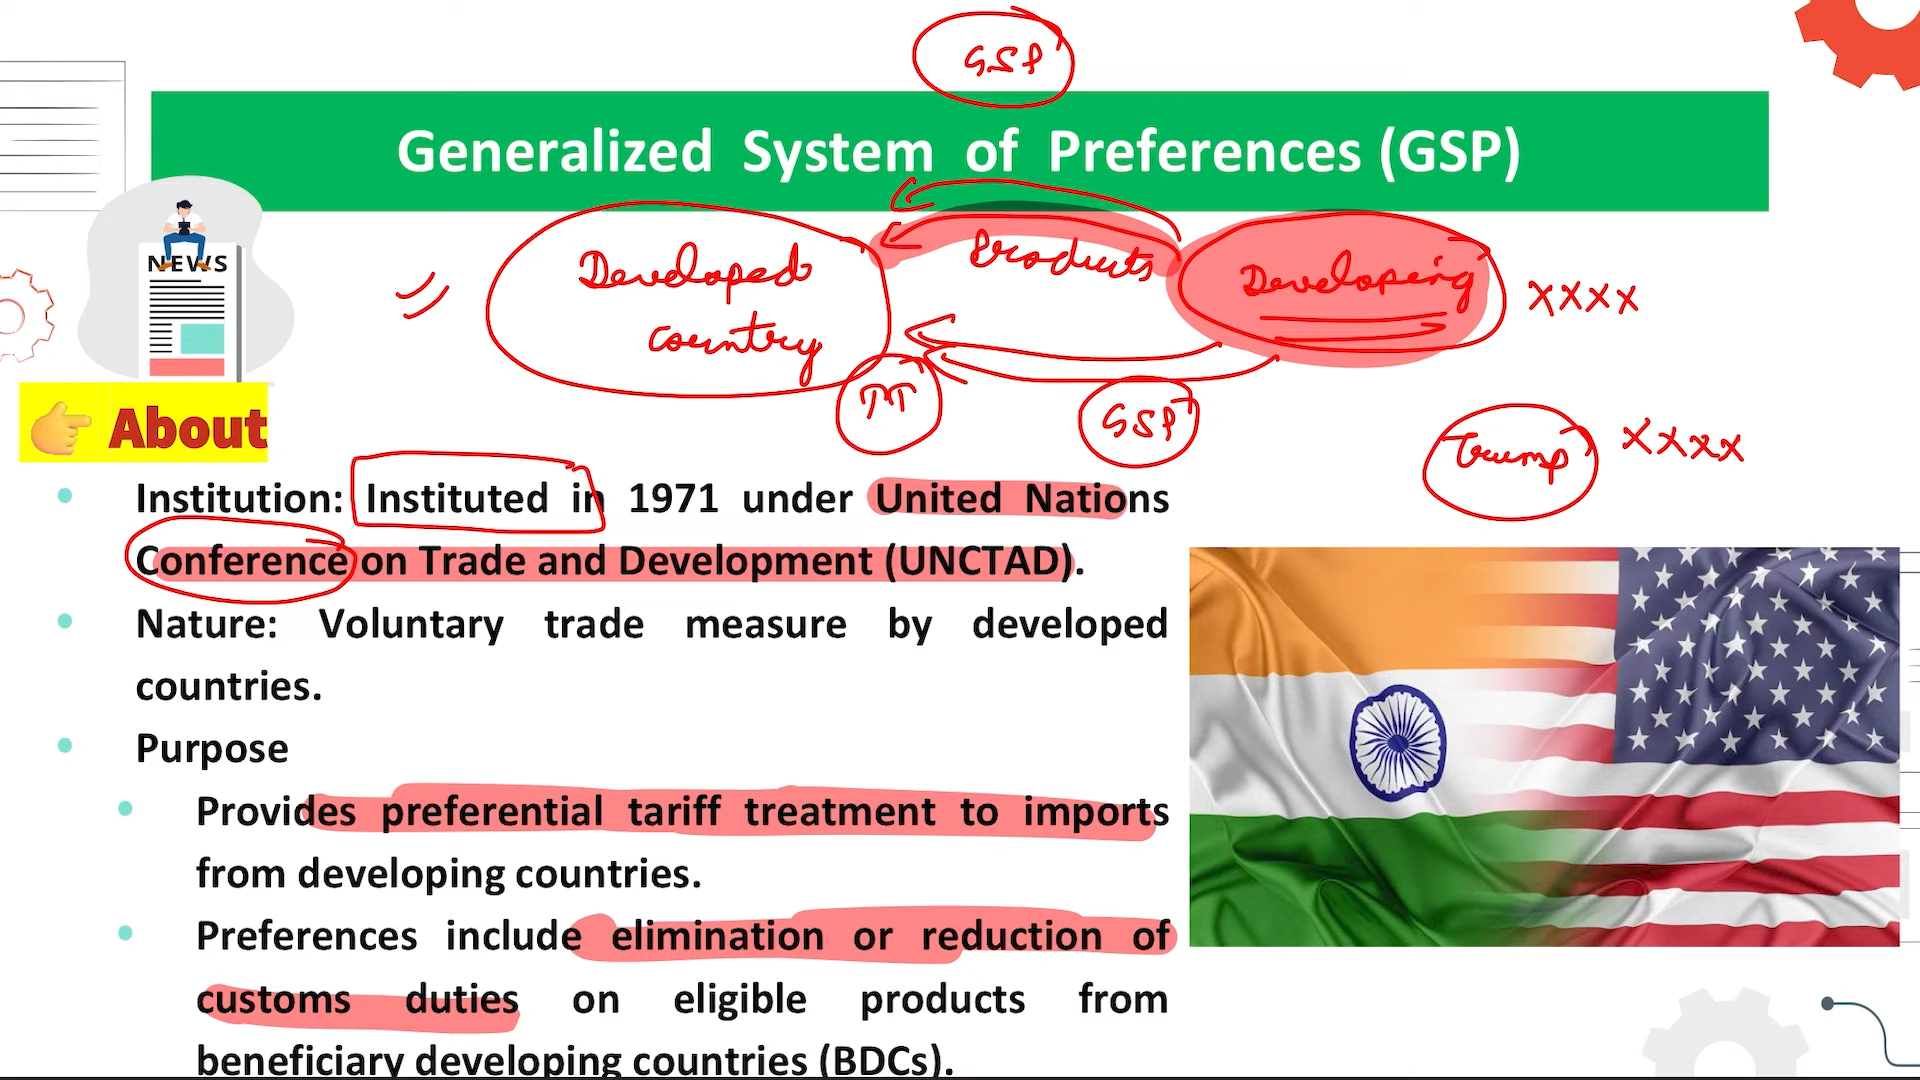 GSP
Generalized System of Preferences (GSP)
Developed country
Products
Developing
xxxx
NEWS
GSP
Trump
xxxx
👉 About
• Institution: Instituted in 1971 under United Nations
Conference on Trade and Development (UNCTAD).
• Nature: Voluntary trade measure by developed
countries.
• Purpose
• Provides preferential tariff treatment to imports
from developing countries.
• Preferences include elimination or reduction of
customs duties on eligible products from
beneficiary developing countries (BDCs).